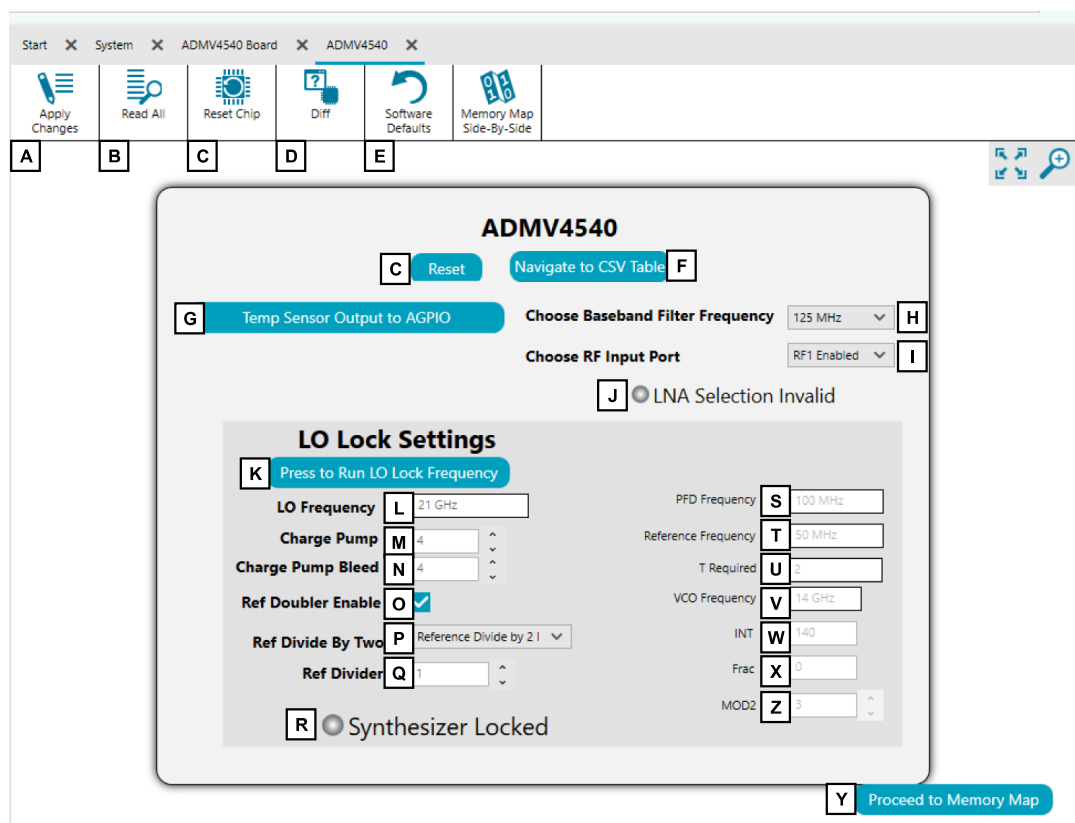 Start X System X ADMV4540 Board X ADMV4540 X
Apply Changes
Read All
Reset Chip
?
Diff
Software Defaults
Memory Map Side-By-Side
A B C D E
ADMV4540
C Reset
Navigate to CSV Table F
G Temp Sensor Output to AGPIO
Choose Baseband Filter Frequency 125 MHz H
Choose RF Input Port RF1 Enabled I
J LNA Selection Invalid
LO Lock Settings
K Press to Run LO Lock Frequency
LO Frequency L 21 GHz
Charge Pump M 4
Charge Pump Bleed N 4
Ref Doubler Enable O
Ref Divide By Two P Reference Divide by 2 I
Ref Divider Q 1
R Synthesizer Locked
PFD Frequency S 100 MHz
Reference Frequency T 50 MHz
T Required U 2
VCO Frequency V 14 GHz
INT W 140
Frac X 0
MOD2 Z 3
Y Proceed to Memory Map